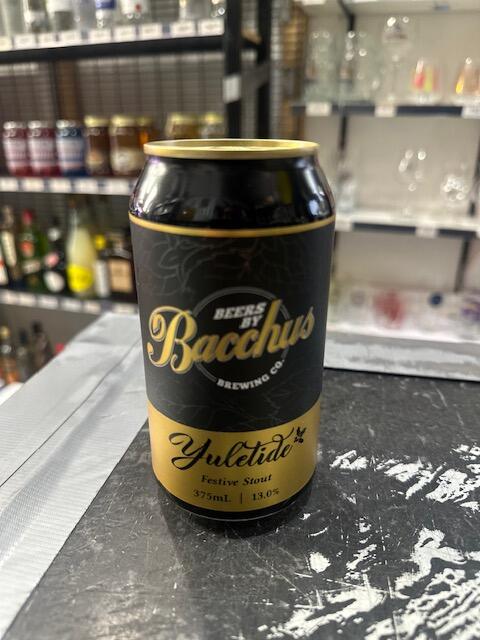 BEERS
BY
Bacchus
BREWING CO.
Yuletide
Festive Stout
375mL | 13.0%